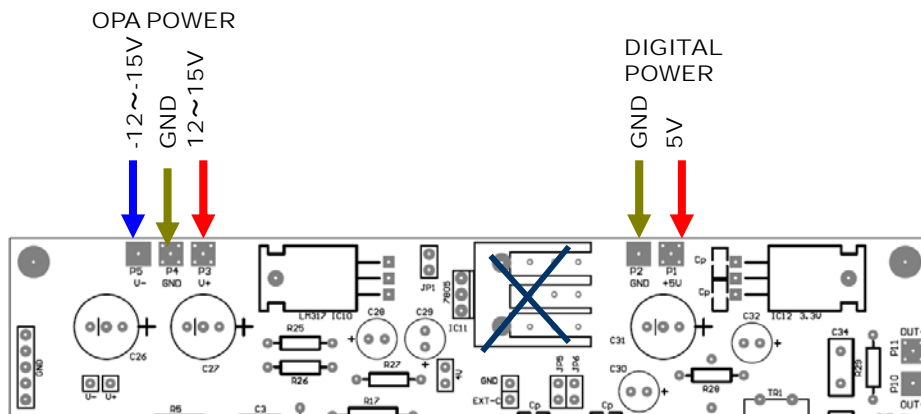 OPA POWER
-12～-15V
GND
12～15V
DIGITAL
POWER
GND
5V
P5
V-
P4
GND
P3
V+
LM317 IC10
JP1
7805
IC11
P2
GND
P1
+5V
Cp
Cp
IC12 3.3V
C26
C27
R25
R26
C28
C29
R27
4V
GND
EXT-C
JP5
JP6
C31
C30
C32
R28
C34
R29
P11
OUT+
P10
OUT-
GND
V-
V+
R5
C3
R17
Cp
Cp
TR1